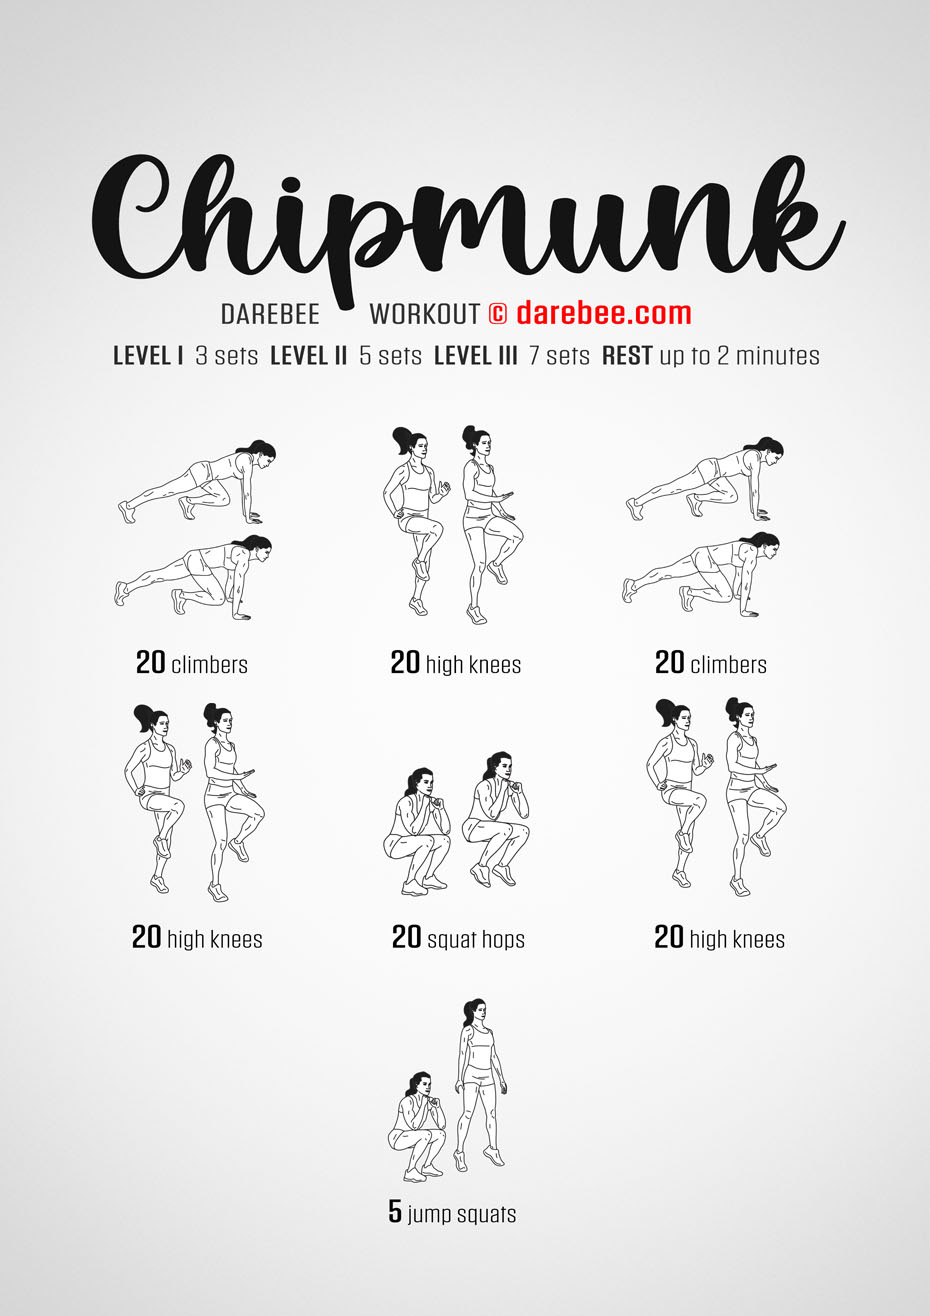 Chipmunk
DAREBEE WORKOUT © darebee.com
LEVEL I 3 sets LEVEL II 5 sets LEVEL III 7 sets REST up to 2 minutes
20 climbers
20 high knees
20 climbers
20 high knees
20 squat hops
20 high knees
5 jump squats